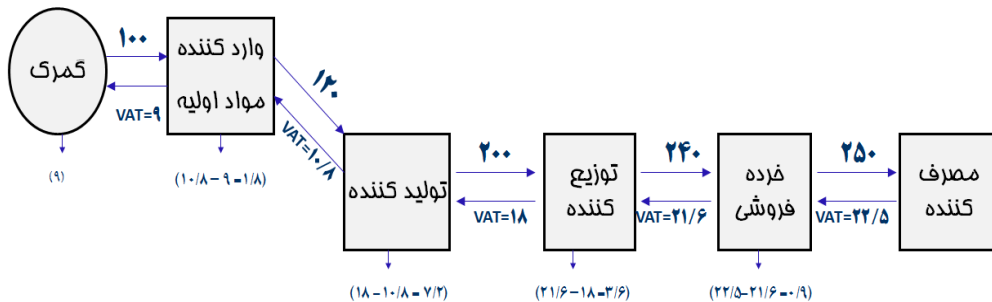 گمرک
۱۰۰
VAT=۹
(۹)
وارد کننده
مواد اولیه
(۱۰/۸ – ۹ =۱/۸)
۱۲۰
VAT=۱۰/۸
تولید کننده
(۱۸ – ۱۰/۸ = ۷/۲)
۲۰۰
VAT=۱۸
توزیع
کننده
(۲۱/۶ – ۱۸ =۳/۶)
۲۴۰
VAT=۲۱/۶
خرده
فروشی
(۲۲/۵–۲۱/۶ =۰/۹)
۲۵۰
VAT=۲۲/۵
مصرف
کننده